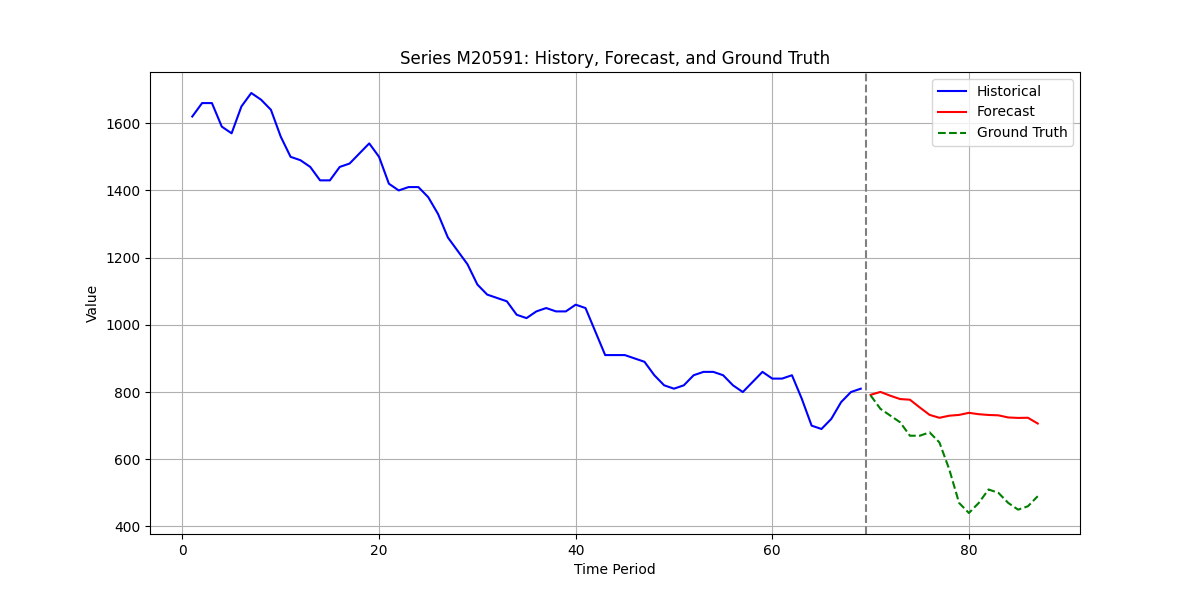 Series M20591: History, Forecast, and Ground Truth
Historical
Forecast
Ground Truth
1600
1400
1200
1000
800
600
400
Value
0 20 40 60 80
Time Period